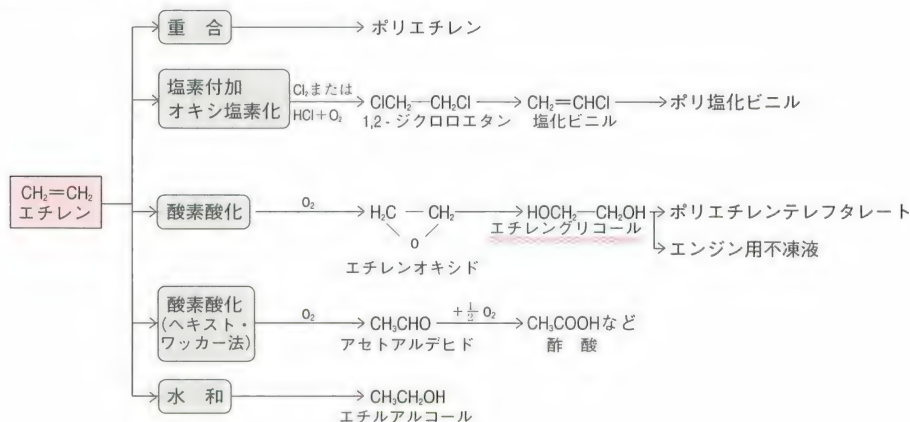 重 合
ポリエチレン
塩素付加
オキシ塩素化
Cl₂または
HCl+O₂
ClCH₂―CH₂Cl
1,2-ジクロロエタン
CH₂=CHCl
塩化ビニル
ポリ塩化ビニル
CH₂=CH₂
エチレン
酸素酸化
O₂
H₂C―CH₂
O
エチレンオキシド
HOCH₂―CH₂OH
エチレングリコール
ポリエチレンテレフタレート
エンジン用不凍液
酸素酸化
(ヘキスト・
ワッカー法)
O₂
CH₃CHO
アセトアルデヒド
+½O₂
CH₃COOHなど
酢 酸
水 和
CH₃CH₂OH
エチルアルコール